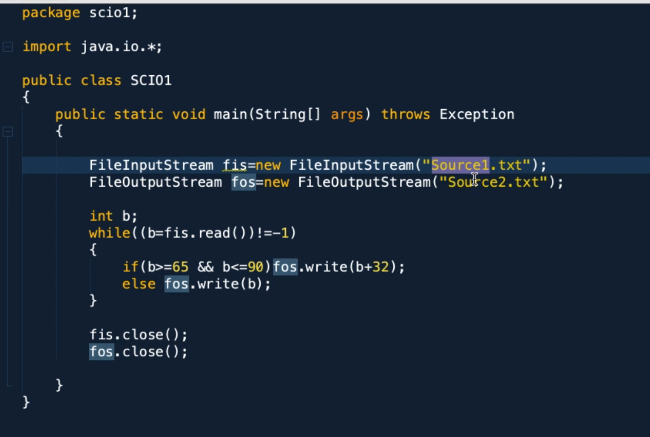 package scio1;
import java.io.*;
public class SCIO1
{
public static void main(String[] args) throws Exception
{
FileInputStream fis=new FileInputStream("Source1.txt");
FileOutputStream fos=new FileOutputStream("Source2.txt");
int b;
while((b=fis.read())!=-1)
{
if(b>=65 && b<=90)fos.write(b+32);
else fos.write(b);
}
fis.close();
fos.close();
}
}